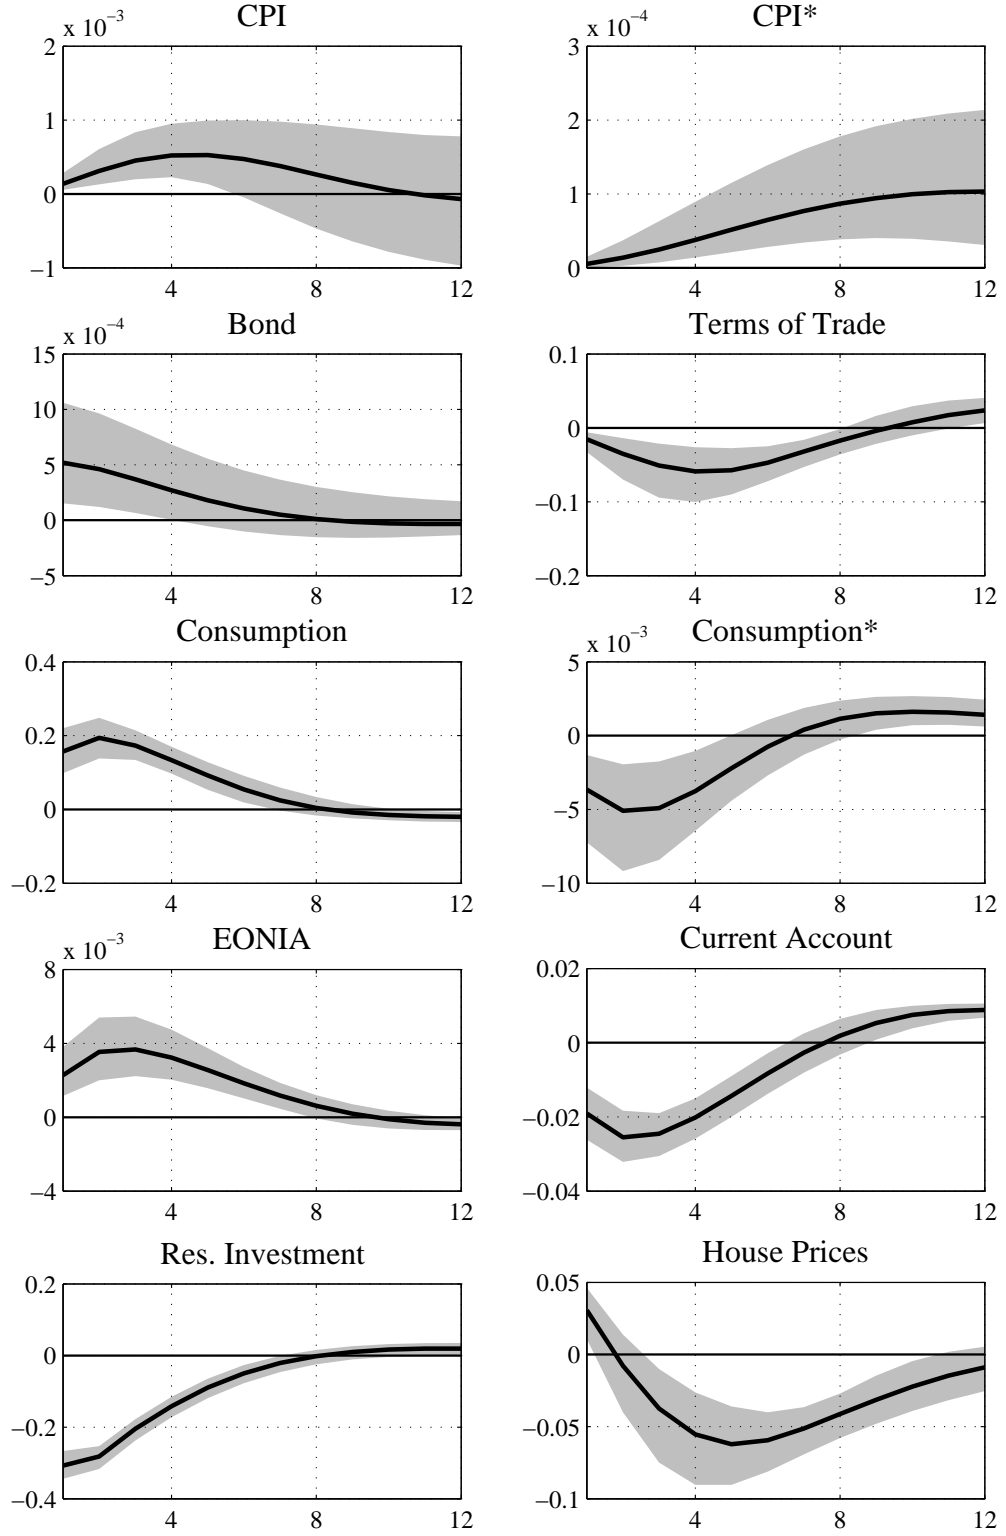 CPI
x 10⁻³
2
1
0
−1
4 8 12
CPI*
x 10⁻⁴
3
2
1
0
4 8 12
Bond
x 10⁻⁴
15
10
5
0
−5
4 8 12
Terms of Trade
0.1
0
−0.1
−0.2
4 8 12
Consumption
0.4
0.2
0
−0.2
4 8 12
Consumption*
x 10⁻³
5
0
−5
−10
4 8 12
EONIA
x 10⁻³
8
4
0
−4
4 8 12
Current Account
0.02
0
−0.02
−0.04
4 8 12
Res. Investment
0.2
0
−0.2
−0.4
4 8 12
House Prices
0.05
0
−0.05
−0.1
4 8 12